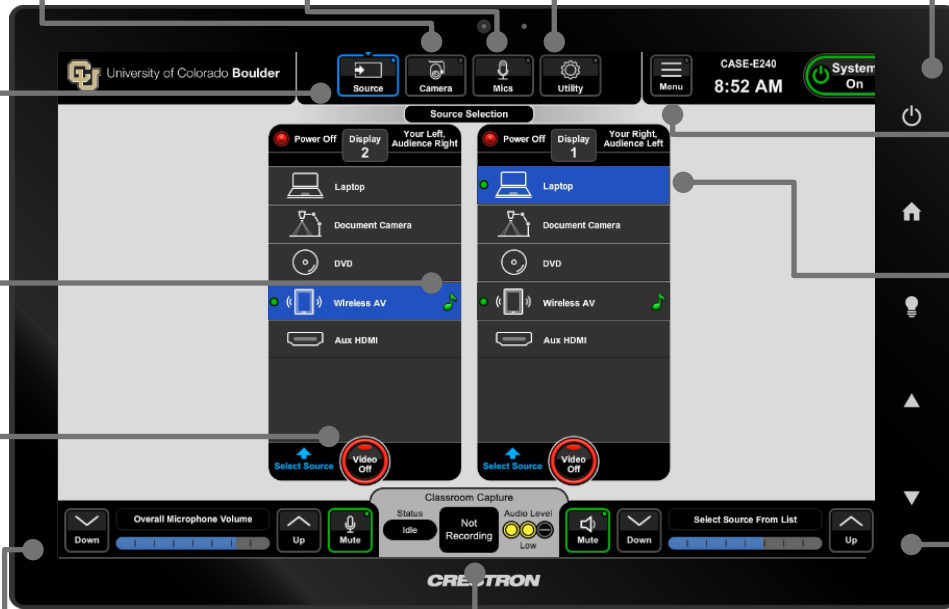 University of Colorado Boulder
Source
Camera
Mics
Utility
Menu
CASE-E240
8:52 AM
System
On
Source Selection
Power Off
Display
2
Your Left,
Audience Right
Laptop
Document Camera
DVD
Wireless AV
Aux HDMI
Select Source
Video
Off
Power Off
Display
1
Your Right,
Audience Left
Laptop
Document Camera
DVD
Wireless AV
Aux HDMI
Select Source
Video
Off
Down
Overall Microphone Volume
Up
Mute
Classroom Capture
Status
Idle
Not
Recording
Audio Level
Low
Mute
Down
Select Source From List
Up
CRESTRON